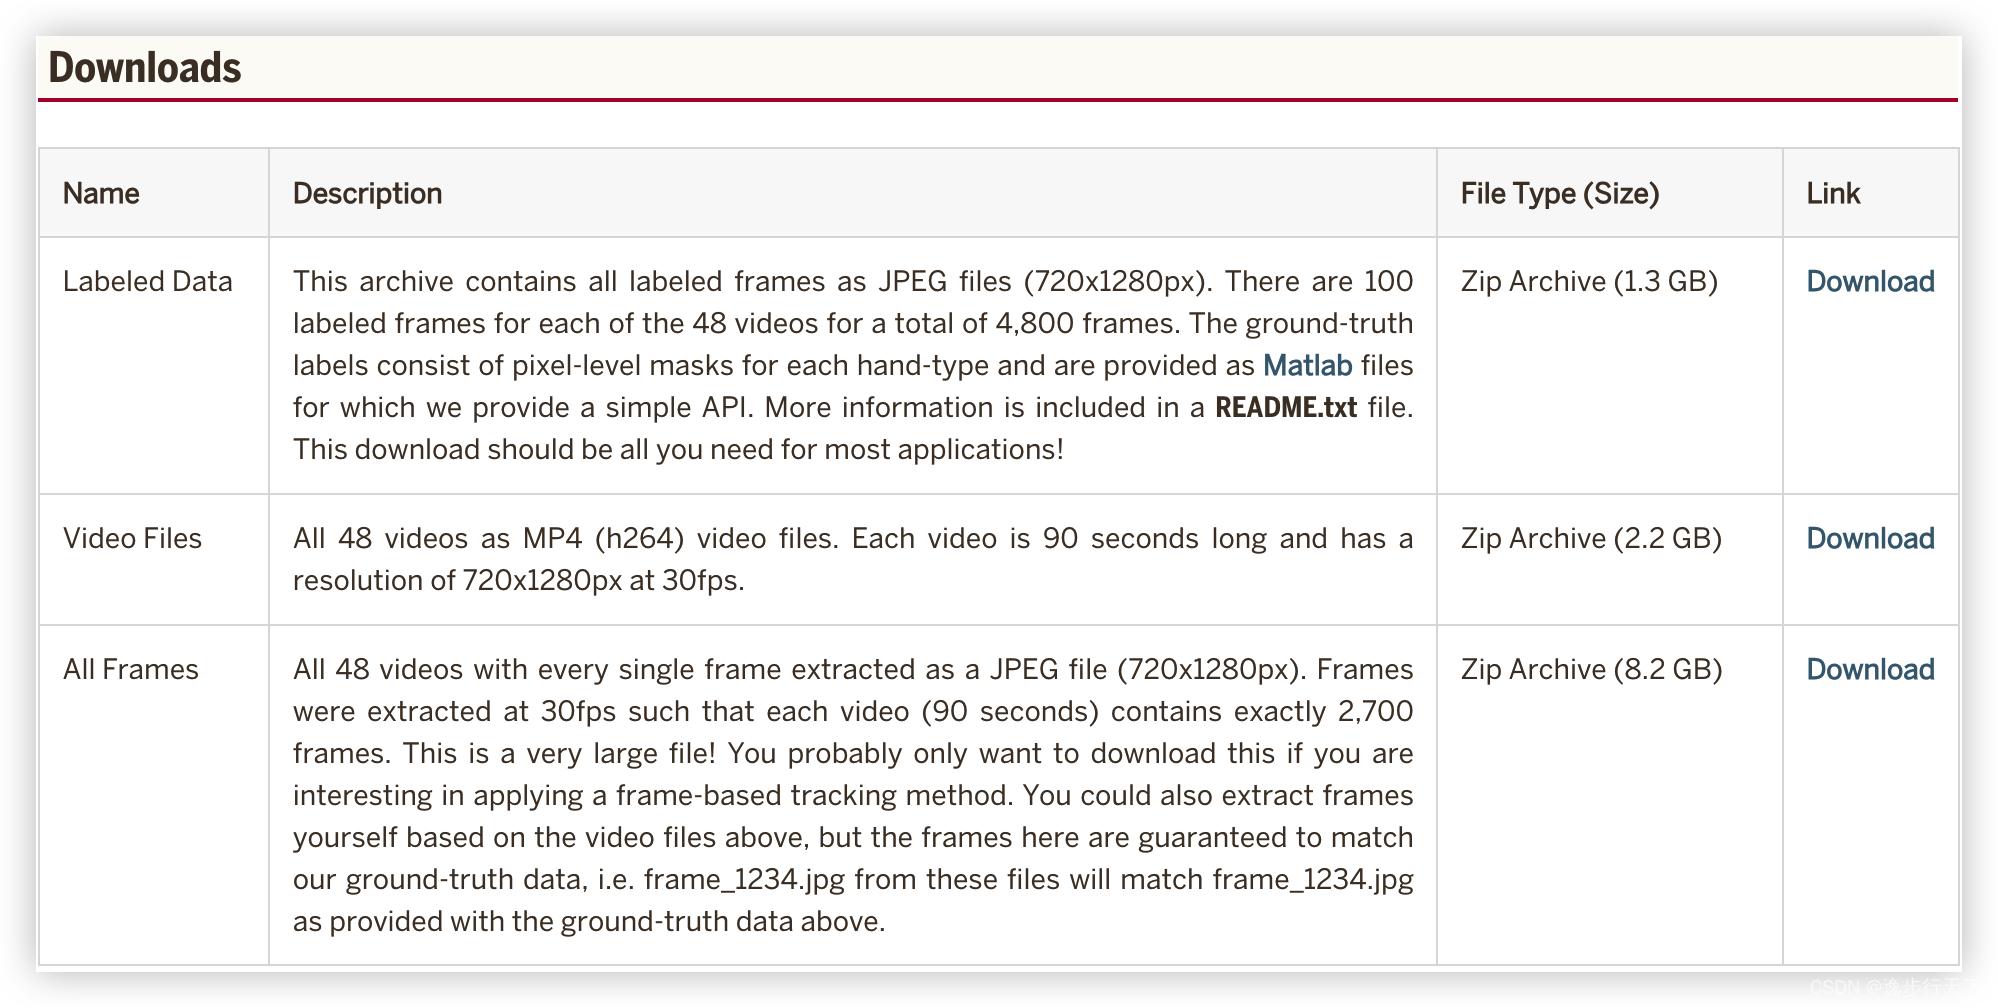 Downloads
Name
Description
File Type (Size)
Link
Labeled Data
This archive contains all labeled frames as JPEG files (720x1280px). There are 100
labeled frames for each of the 48 videos for a total of 4,800 frames. The ground-truth
labels consist of pixel-level masks for each hand-type and are provided as Matlab files
for which we provide a simple API. More information is included in a README.txt file.
This download should be all you need for most applications!
Zip Archive (1.3 GB)
Download
Video Files
All 48 videos as MP4 (h264) video files. Each video is 90 seconds long and has a
resolution of 720x1280px at 30fps.
Zip Archive (2.2 GB)
Download
All Frames
All 48 videos with every single frame extracted as a JPEG file (720x1280px). Frames
were extracted at 30fps such that each video (90 seconds) contains exactly 2,700
frames. This is a very large file! You probably only want to download this if you are
interesting in applying a frame-based tracking method. You could also extract frames
yourself based on the video files above, but the frames here are guaranteed to match
our ground-truth data, i.e. frame_1234.jpg from these files will match frame_1234.jpg
as provided with the ground-truth data above.
Zip Archive (8.2 GB)
Download
CSDN